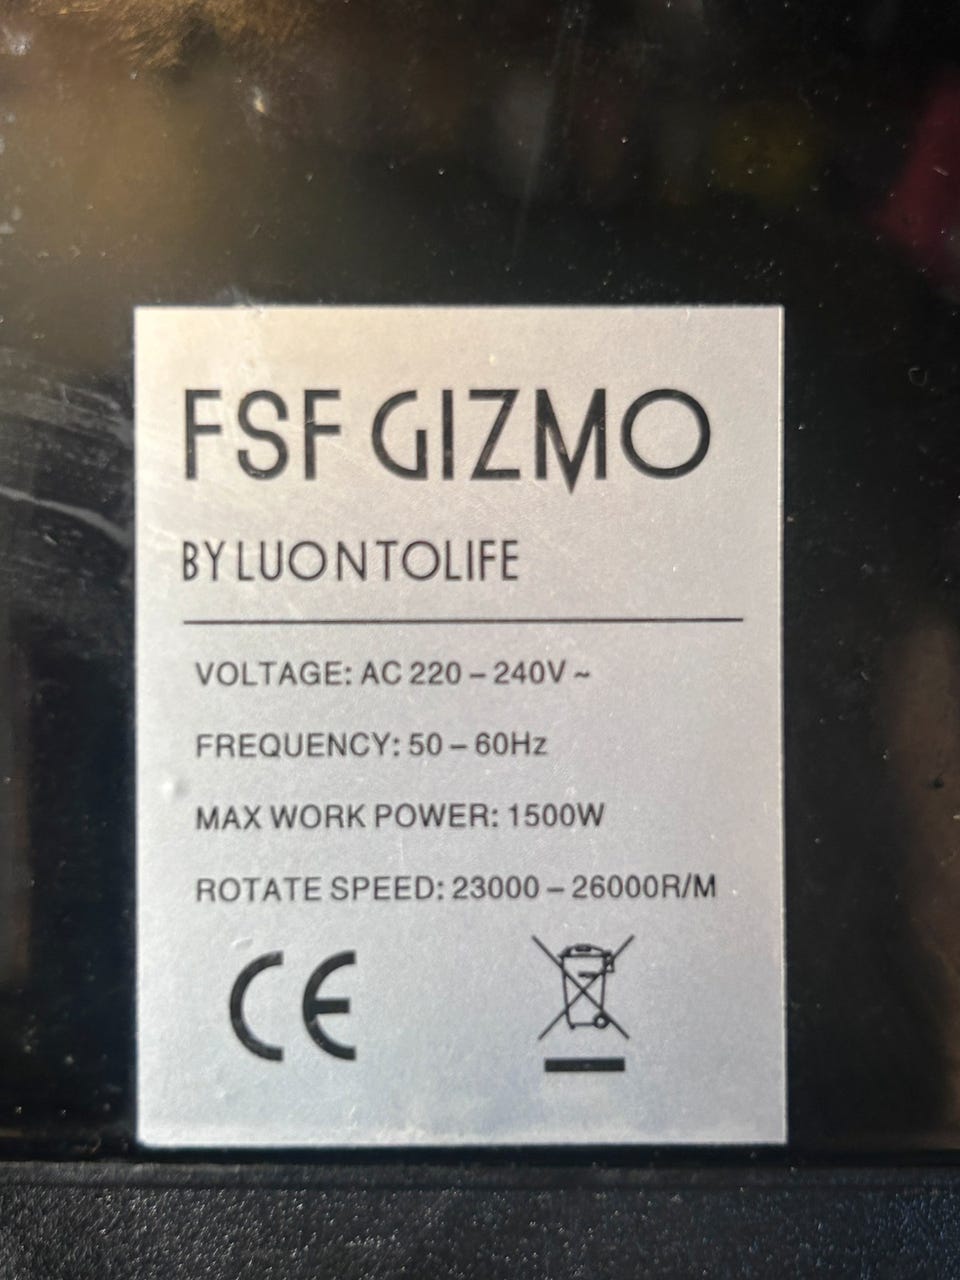 FSF GIZMO
BY LUONTOLIFE
VOLTAGE: AC 220 – 240V ~
FREQUENCY: 50 – 60Hz
MAX WORK POWER: 1500W
ROTATE SPEED: 23000 – 26000R/M
CE